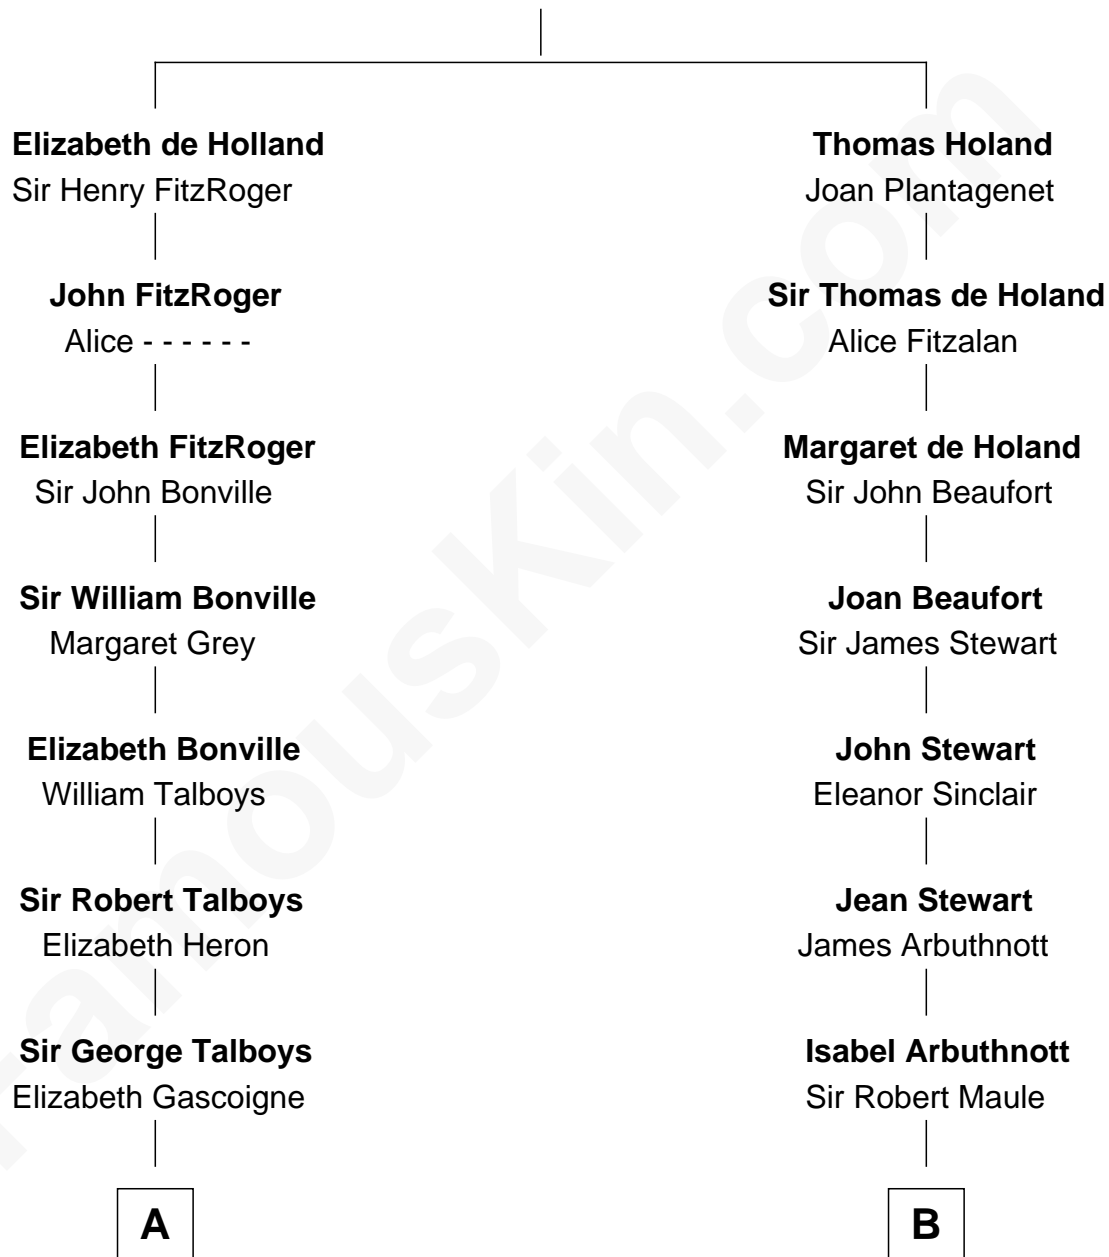 Elizabeth de Holland
Sir Henry FitzRoger
John FitzRoger
Alice - - - - - -
Elizabeth FitzRoger
Sir John Bonville
Sir William Bonville
Margaret Grey
Elizabeth Bonville
William Talboys
Sir Robert Talboys
Elizabeth Heron
Sir George Talboys
Elizabeth Gascoigne
A
Thomas Holand
Joan Plantagenet
Sir Thomas de Holand
Alice Fitzalan
Margaret de Holand
Sir John Beaufort
Joan Beaufort
Sir James Stewart
John Stewart
Eleanor Sinclair
Jean Stewart
James Arbuthnott
Isabel Arbuthnott
Sir Robert Maule
B
FamousKin.com